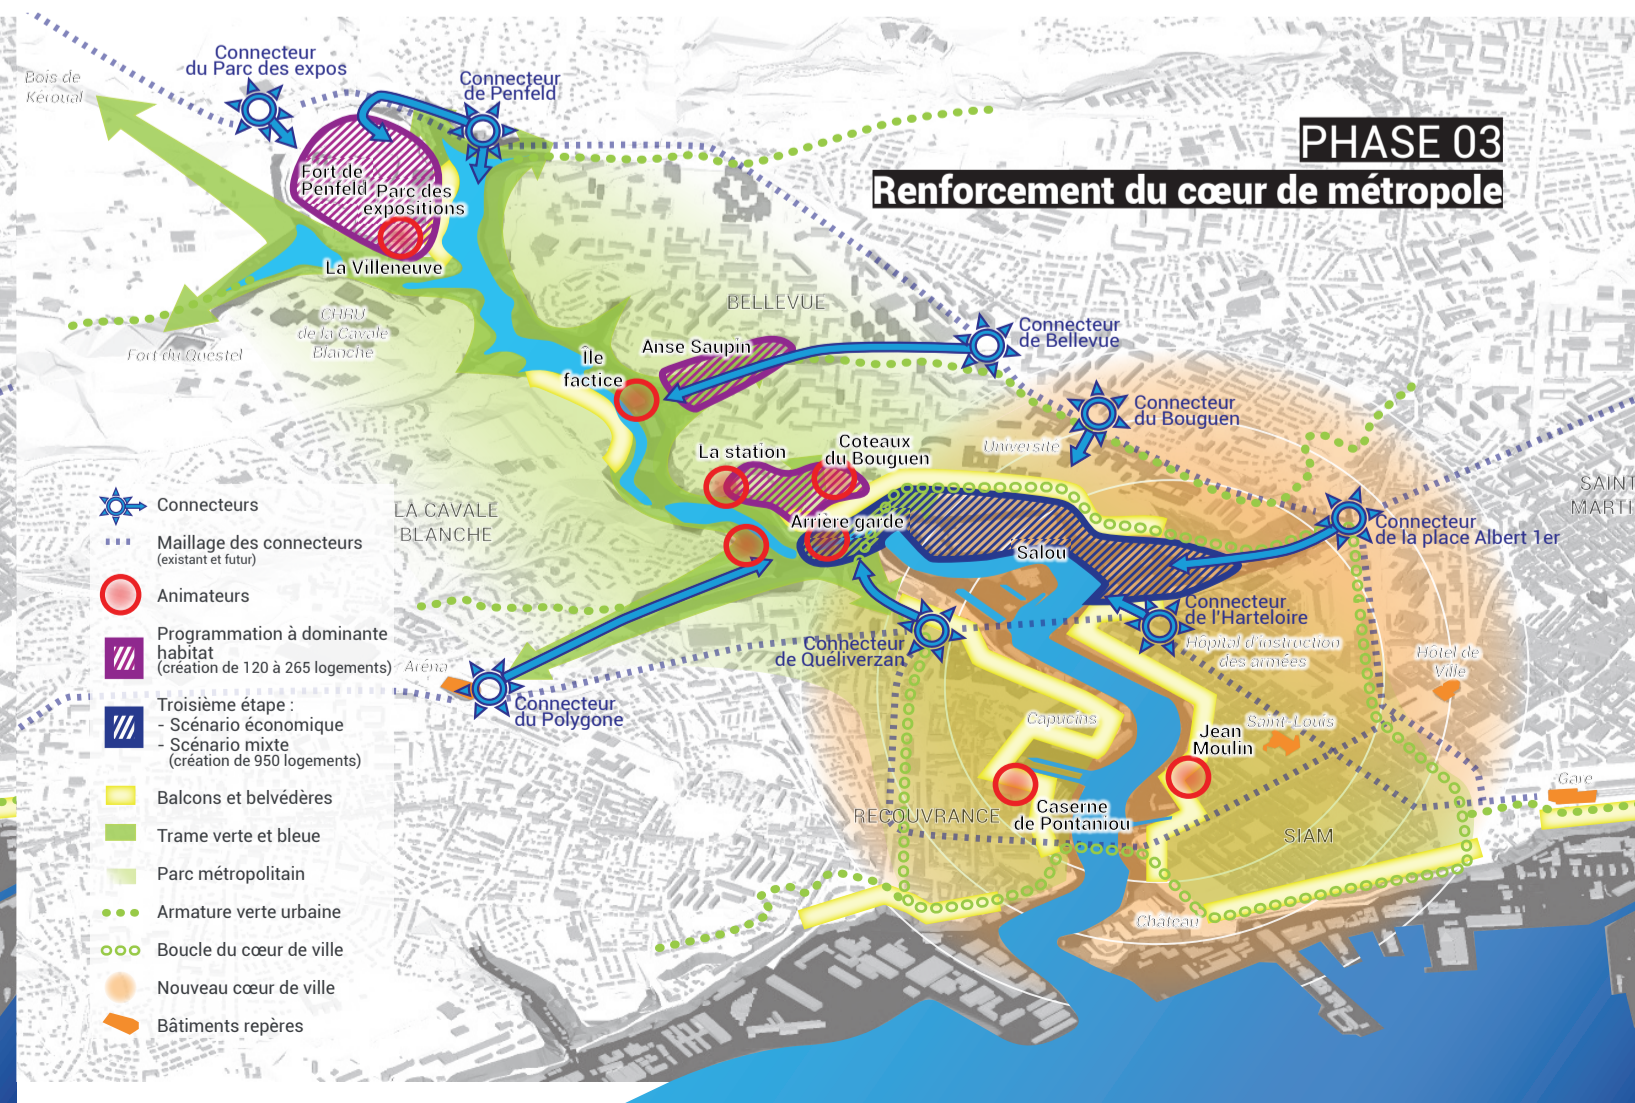 Connecteur
du Parc des expos
Connecteur
de Penfeld
Bois de
Kéroual
PHASE 03
Renforcement du cœur de métropole
Fort de
Penfeld
Parc des
expositions
La Villeneuve
BELLEVUE
CHRU
de la Cavale
Blanche
Fort du Questel
Connecteur
de Bellevue
Anse Saupin
Île
factice
Connecteur
du Bouguen
Université
La station
Coteaux
du Bouguen
SAINT
MARTI
LA CAVALE
BLANCHE
Arrière garde
Salou
Connecteur
de la place Albert 1er
Connecteur
de l'Harteloire
Hôpital d'instruction
des armées
Hôtel de
Ville
Connecteur
de Quéliverzan
Aréna
Connecteur
du Polygone
Capucins
Saint-Louis
Jean
Moulin
Gare
RECOUVRANCE
Caserne
de Pontaniou
SIAM
Château
Connecteurs
Maillage des connecteurs
(existant et futur)
Animateurs
Programmation à dominante
habitat
(création de 120 à 265 logements)
Troisième étape :
- Scénario économique
- Scénario mixte
(création de 950 logements)
Balcons et belvédères
Trame verte et bleue
Parc métropolitain
Armature verte urbaine
Boucle du cœur de ville
Nouveau cœur de ville
Bâtiments repères